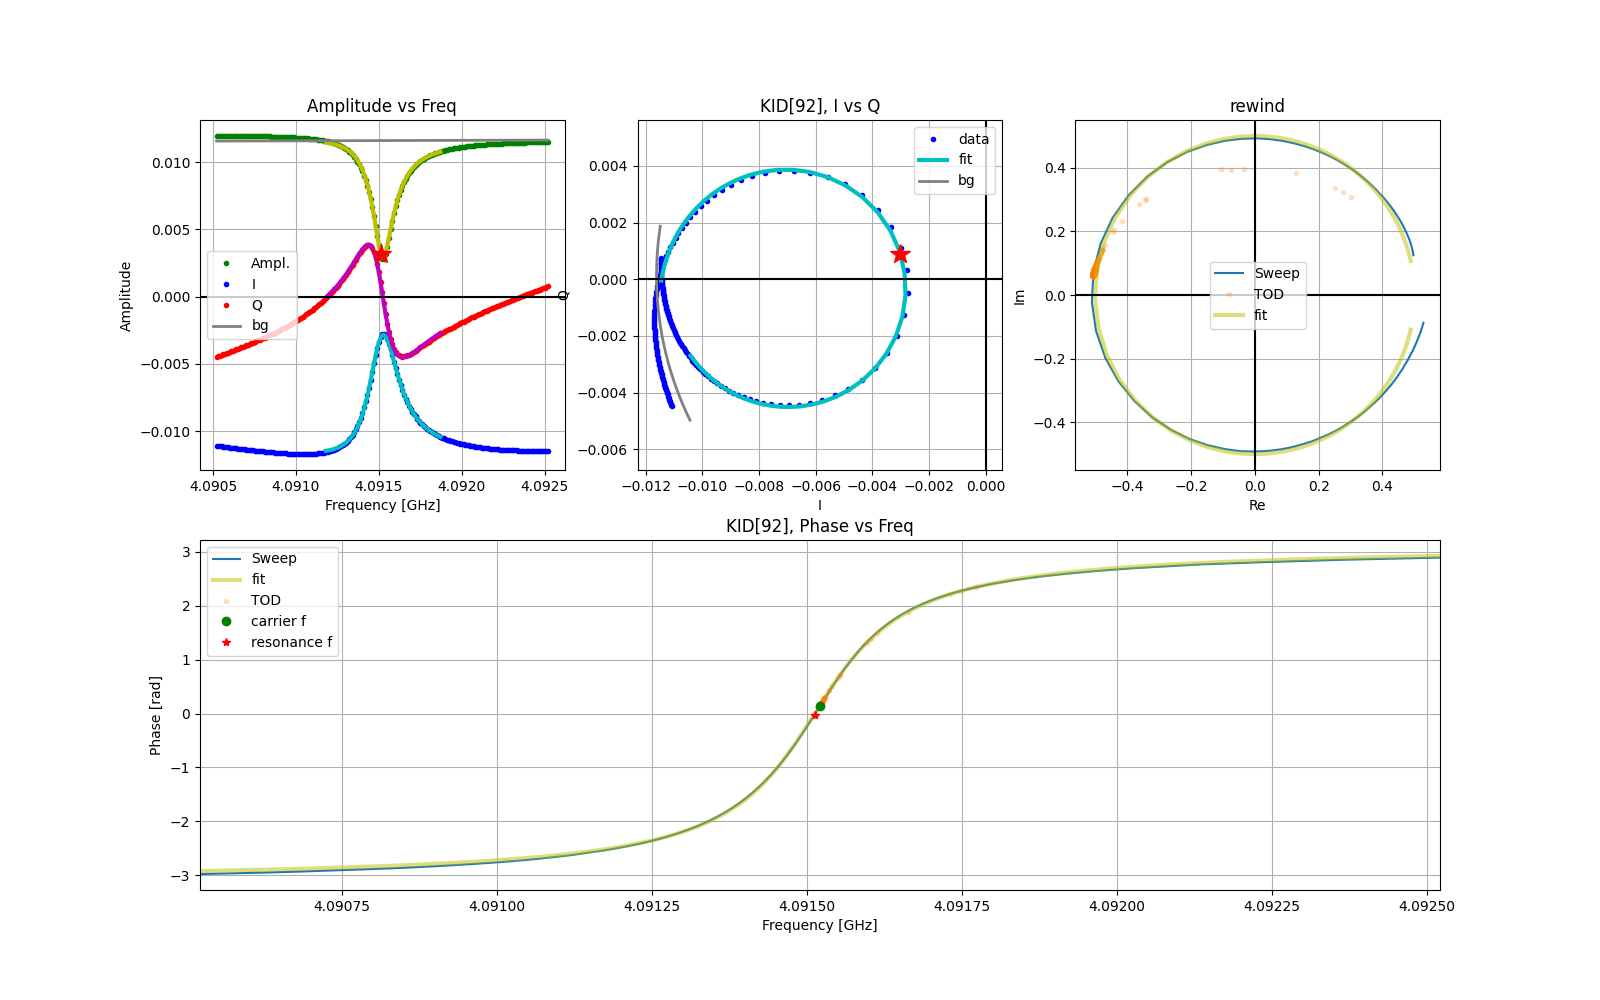 Amplitude vs Freq
Amplitude
0.010
0.005
0.000
−0.005
−0.010
Ampl.
I
Q
bg
4.0905
4.0910
4.0915
4.0920
4.0925
Frequency [GHz]
KID[92], I vs Q
Q
0.004
0.002
0.000
−0.002
−0.004
−0.006
data
fit
bg
−0.012
−0.010
−0.008
−0.006
−0.004
−0.002
0.000
I
rewind
Im
0.4
0.2
0.0
−0.2
−0.4
Sweep
TOD
fit
−0.4
−0.2
0.0
0.2
0.4
Re
KID[92], Phase vs Freq
Phase [rad]
3
2
1
0
−1
−2
−3
Sweep
fit
TOD
carrier f
resonance f
4.09075
4.09100
4.09125
4.09150
4.09175
4.09200
4.09225
4.09250
Frequency [GHz]